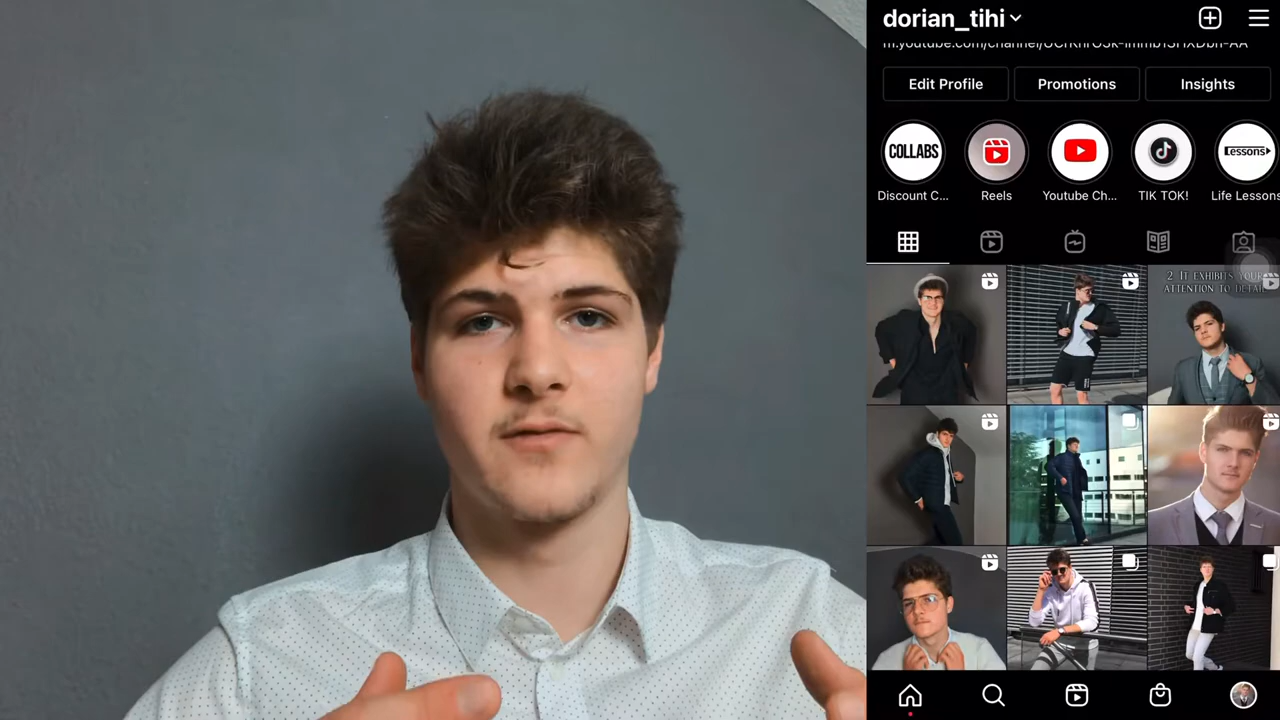 dorian_tihi
Edit Profile
Promotions
Insights
COLLABS
Lessons
Discount C...
Reels
Youtube Ch...
TIK TOK!
Life Lessons
2 It exhibits your
attention to detail